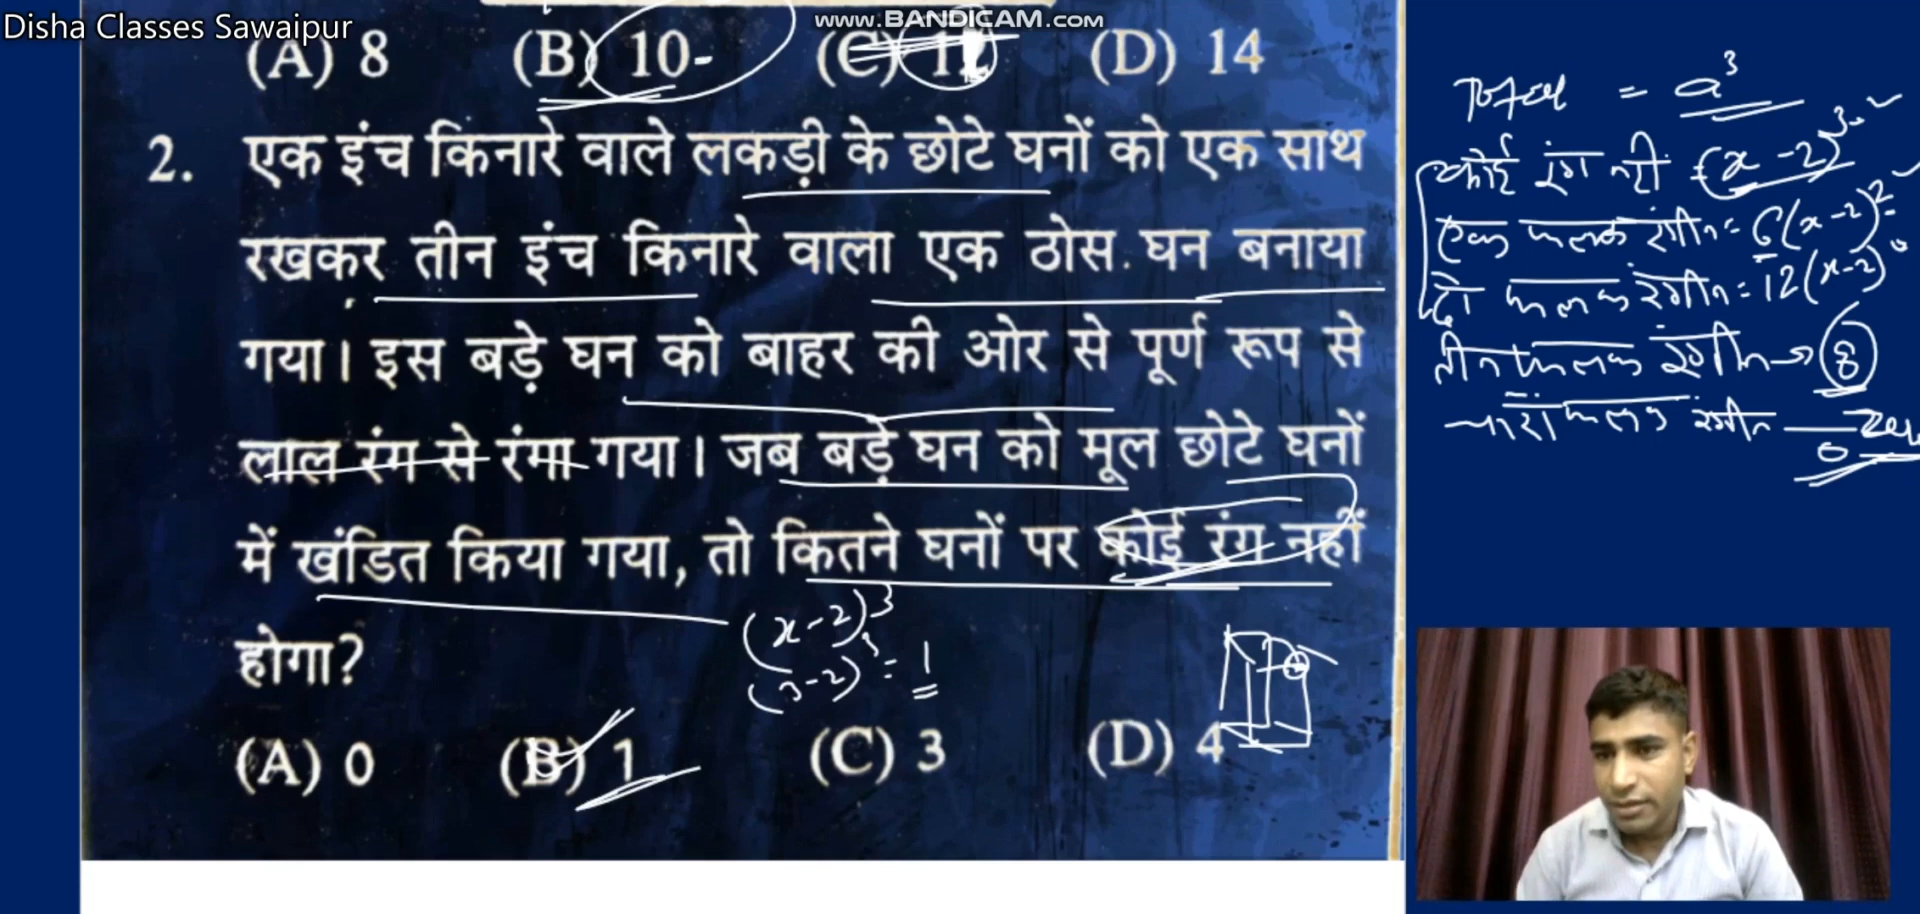 Disha Classes Sawaipur
www.BANDICAM.com
(A) 8 (B) 10 (C) 12 (D) 14
2. एक इंच किनारे वाले लकड़ी के छोटे घनों को एक साथ
रखकर तीन इंच किनारे वाला एक ठोस घन बनाया
गया। इस बड़े घन को बाहर की ओर से पूर्ण रूप से
लाल रंग से रंगा गया। जब बड़े घन को मूल छोटे घनों
में खंडित किया गया, तो कितने घनों पर कोई रंग नहीं
होगा?
(x-2)³
(3-2)³ = 1
(A) 0 (B) 1 (C) 3 (D) 4
Total = a³
कोई रंग नहीं = (x-2)³
एक फलक रंगीन = 6(x-2)²
दो फलक रंगीन = 12(x-2)
तीन फलक रंगीन → 8
चारों फलक रंगीन — Zero
0